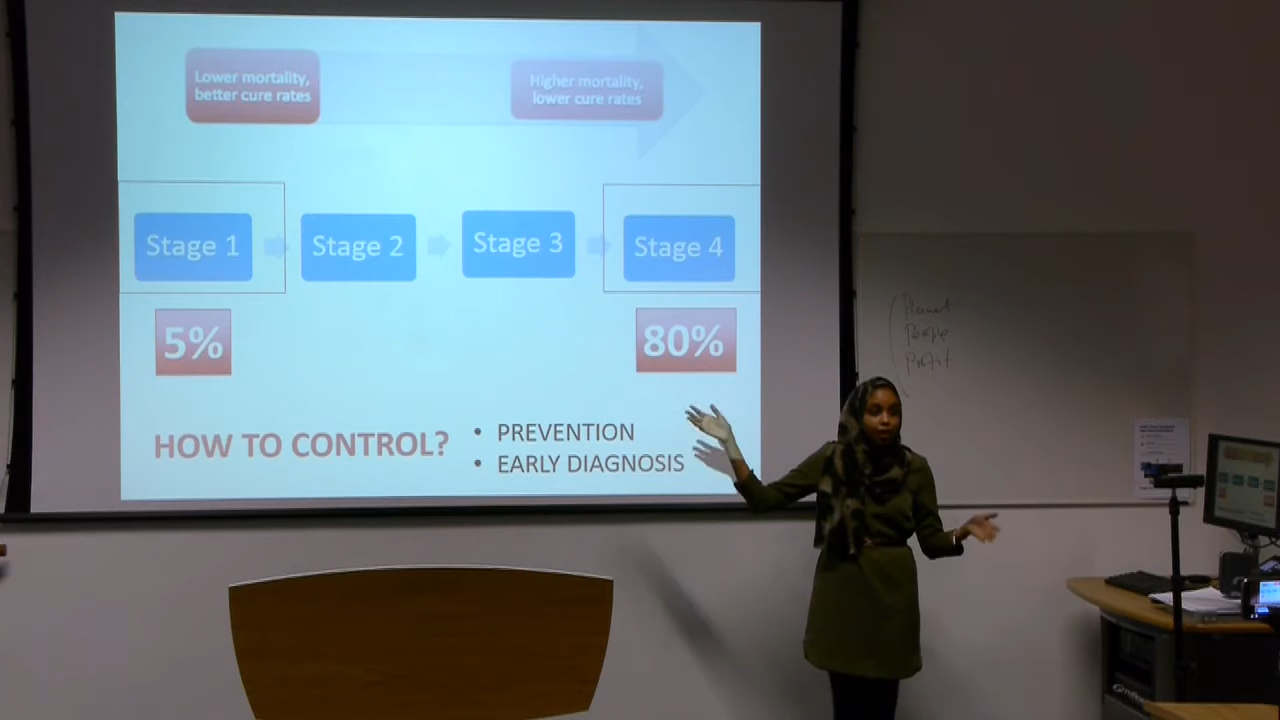 Lower mortality,
better cure rates
Higher mortality,
lower cure rates
Stage 1
Stage 2
Stage 3
Stage 4
5%
80%
HOW TO CONTROL?
• PREVENTION
• EARLY DIAGNOSIS
People
Profit